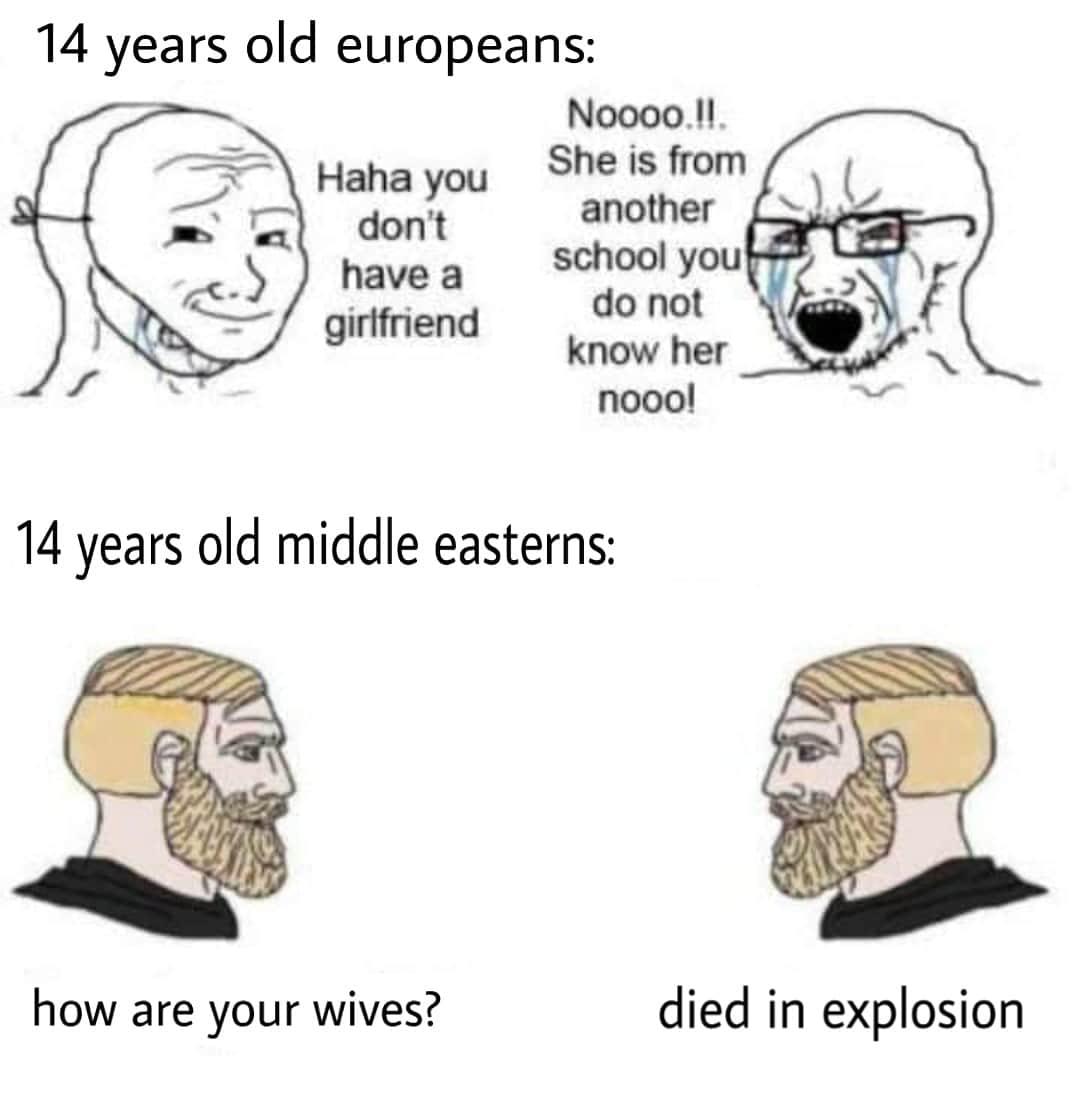 14 years old europeans:
Haha you
don't
have a
girlfriend
Noooo.!!.
She is from
another
school you
do not
know her
nooo!
14 years old middle easterns:
how are your wives?
died in explosion